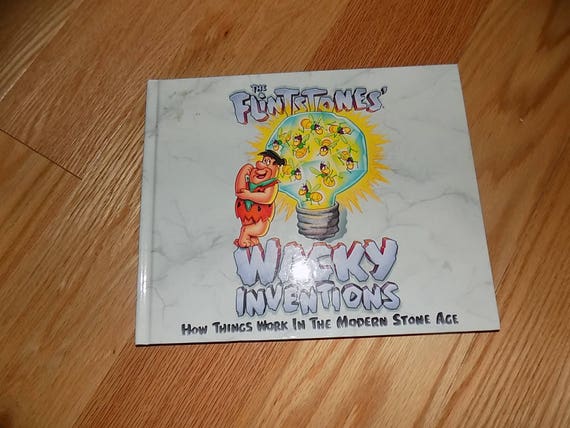 THE
FLINTSTONES'
WACKY
INVENTIONS
HOW THINGS WORK IN THE MODERN STONE AGE